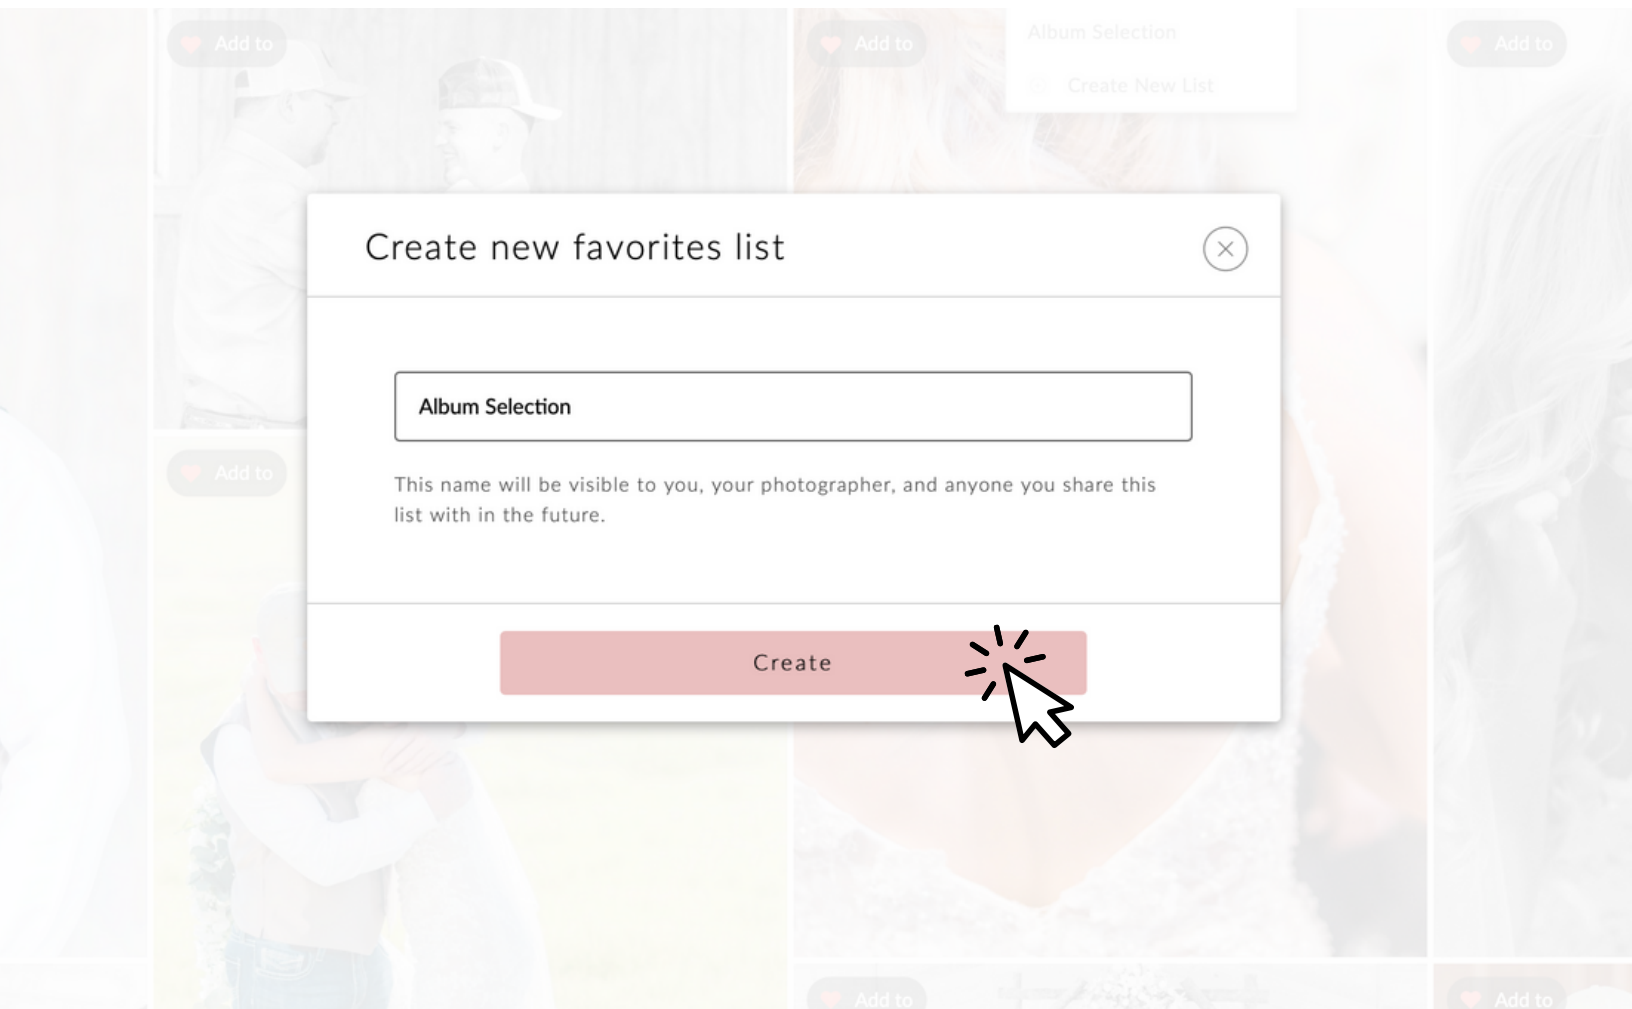 Add to
Add to
Album Selection
Add to
Create New List
Create new favorites list
Album Selection
Add to
This name will be visible to you, your photographer, and anyone you share this
list with in the future.
Create
Add to
Add to